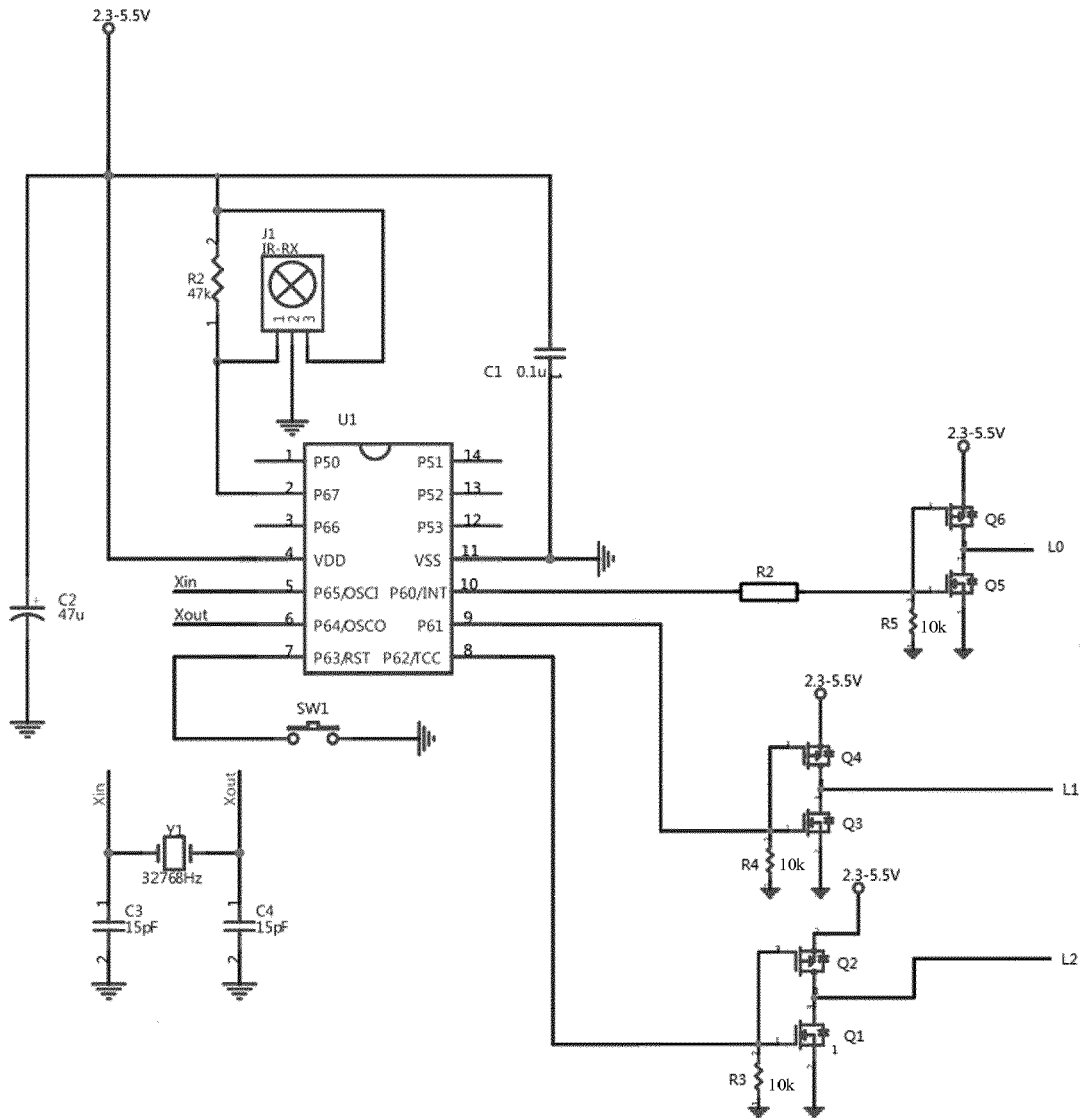 2.3-5.5V
J1
IR-RX
2
R2
47k
1
1 2 3
C1 0.1u
U1
1 P50 P51 14
2 P67 P52 13
3 P66 P53 12
4 VDD VSS 11
Xin 5 P65/OSCI P60/INT 10
Xout 6 P64/OSCO P61 9
7 P63/RST P62/TCC 8
+ C2
47u
SW1
Xin
Xout
Y1
32768Hz
1
C3
15pF
2
1
C4
15pF
2
R2
2.3-5.5V
Q6
L0
Q5
R5 10k
2.3-5.5V
Q4
L1
Q3
R4 10k
2.3-5.5V
Q2
L2
Q1
1
R3 10k